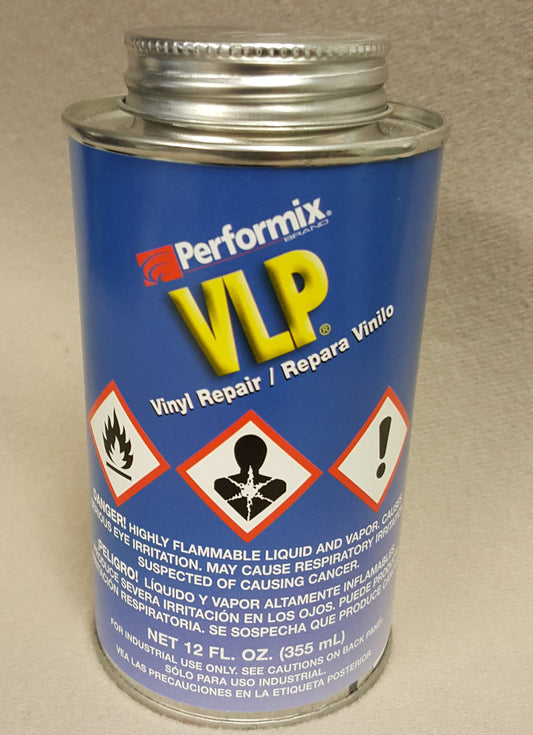 Performix®
BRAND
VLP®
Vinyl Repair / Repara Vinilo
DANGER! HIGHLY FLAMMABLE LIQUID AND VAPOR.
EYE IRRITATION. MAY CAUSE RESPIRATORY
SUSPECTED OF CAUSING CANCER.
¡PELIGRO! LÍQUIDO Y VAPOR ALTAMENTE INFLAMABLES
SEVERA IRRITACIÓN EN LOS OJOS. PUEDE
RESPIRATORIA. SE SOSPECHA QUE PRODUCE
NET 12 FL. OZ. (355 mL)
FOR INDUSTRIAL USE ONLY. SEE CAUTIONS ON BACK PANEL
SÓLO PARA USO INDUSTRIAL.
VEA LAS PRECAUCIONES EN LA ETIQUETA POSTERIOR.